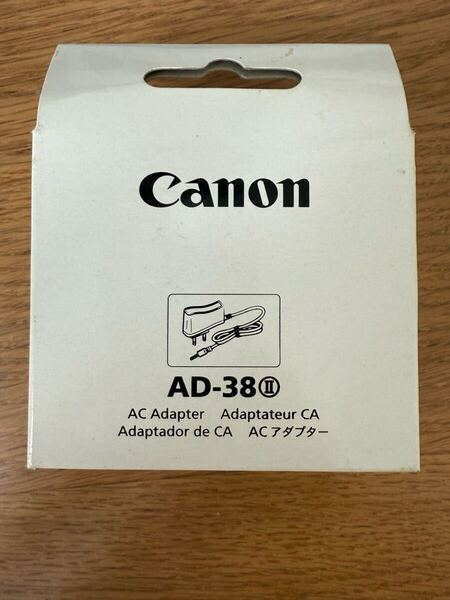 Canon
AD-38Ⅱ
AC Adapter Adaptateur CA
Adaptador de CA ACアダプター